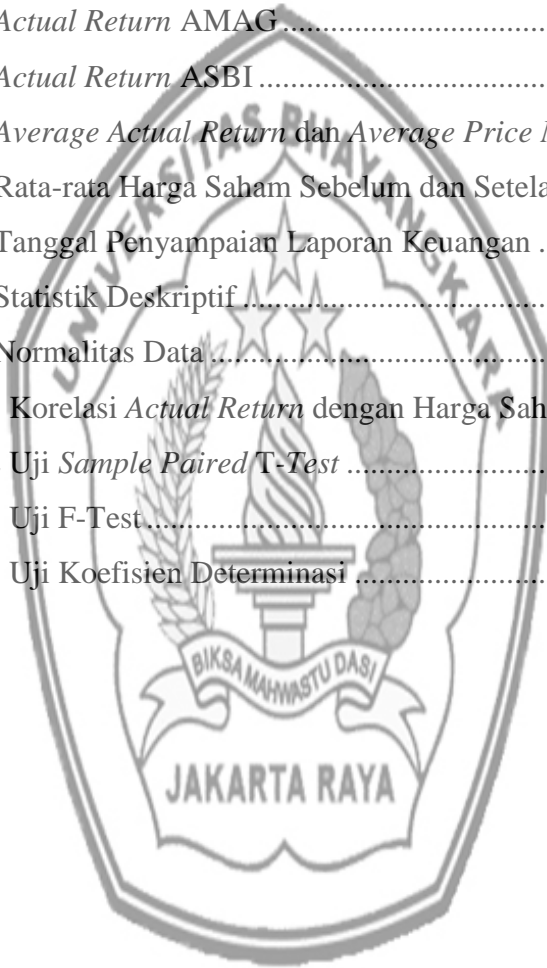 Actual Return AMAG ....................................
Actual Return ASBI .......................................
Average Actual Return dan Average Price
Rata-rata Harga Saham Sebelum dan
Tanggal Penyampaian Laporan Keuangan .
Statistik Deskriptif .........................................
Normalitas Data .............................................
Korelasi Actual Return dengan Harga
Uji Sample Paired T-Test ...........................
Uji F-Test.....................................................
Uji Koefisien Determinasi ..........................
UNIVERSITAS BHAYANGKARA
BIKSA MAHWASTU DASI
JAKARTA RAYA